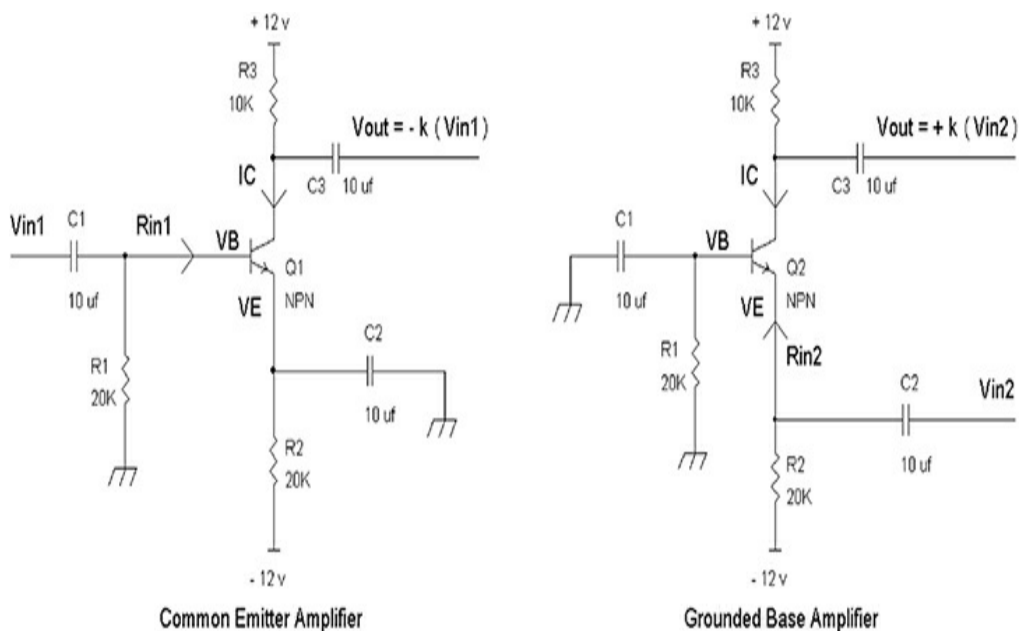 + 12 v
R3
10K
Vout = - k ( Vin1)
IC
C3
10 uf
Vin1
C1
Rin1
VB
10 uf
Q1
NPN
VE
C2
R1
20K
10 uf
R2
20K
- 12 v
Common Emitter Amplifier
+ 12 v
R3
10K
Vout = + k ( Vin2)
IC
C3
10 uf
C1
VB
10 uf
Q2
NPN
VE
Rin2
R1
20K
C2
Vin2
10 uf
R2
20K
- 12 v
Grounded Base Amplifier